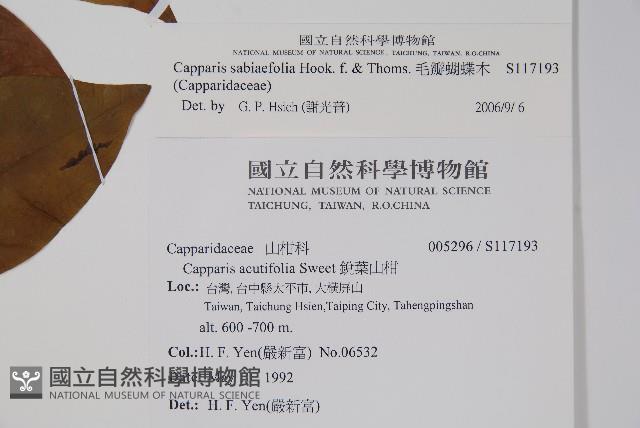 國立自然科學博物館
NATIONAL MUSEUM OF NATURAL SCIENCE, TAICHUNG, TAIWAN, R.O.CHINA
Capparis sabiaefolia Hook. f. & Thoms. 毛瓣蝴蝶木 S117193
(Capparidaceae)
Det. by G. P. Hsieh (謝光普) 2006/9/ 6
國立自然科學博物館
NATIONAL MUSEUM OF NATURAL SCIENCE
TAICHUNG, TAIWAN, R.O.CHINA
Capparidaceae 山柑科 005296 / S117193
Capparis acutifolia Sweet 銳葉山柑
Loc.: 台灣, 台中縣太平市, 大橫屏山
Taiwan, Taichung Hsien,Taiping City, Tahengpingshan
alt. 600 -700 m.
Col.: H. F. Yen(嚴新富) No.06532
1992
Det.: H. F. Yen(嚴新富)
國立自然科學博物館
NATIONAL MUSEUM OF NATURAL SCIENCE